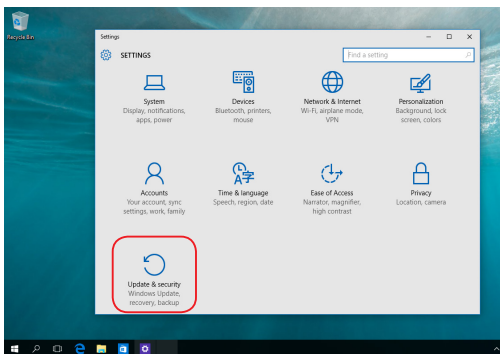 Recycle Bin
Settings
SETTINGS
Find a setting
System
Display, notifications,
apps, power
Devices
Bluetooth, printers,
mouse
Network & Internet
Wi-Fi, airplane mode,
VPN
Personalization
Background, lock
screen, colors
Accounts
Your account, sync
settings, work, family
Time & language
Speech, region, date
Ease of Access
Narrator, magnifier,
high contrast
Privacy
Location, camera
Update & security
Windows Update,
recovery, backup